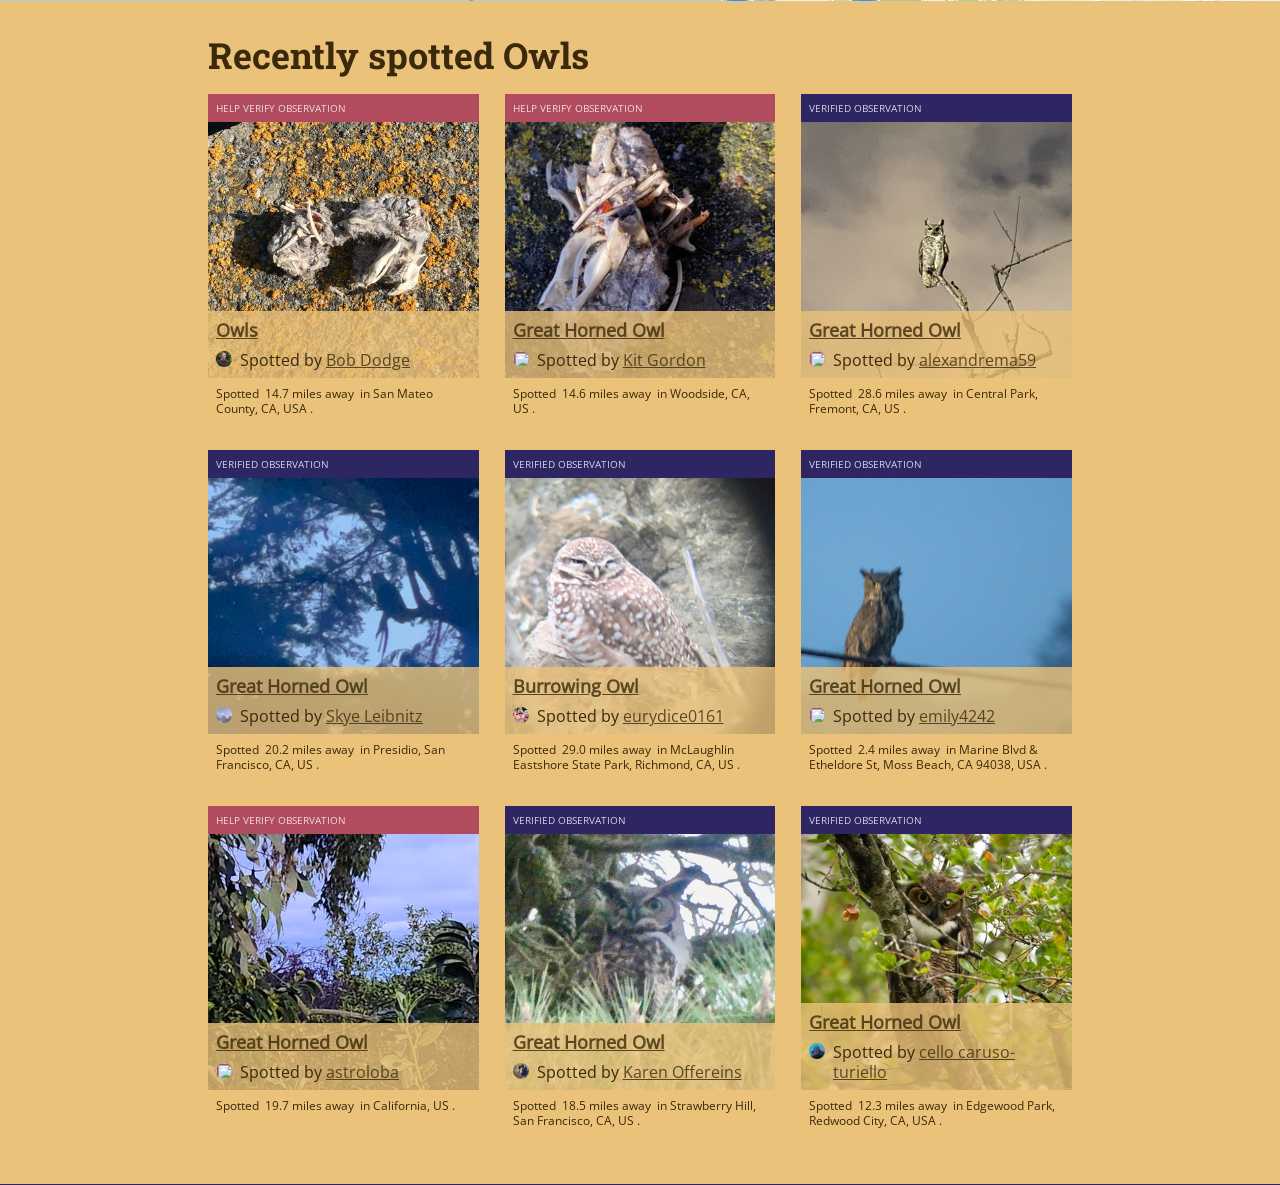 Recently spotted Owls
HELP VERIFY OBSERVATION
Owls
Spotted by Bob Dodge
Spotted 14.7 miles away in San Mateo
County, CA, USA .
HELP VERIFY OBSERVATION
Great Horned Owl
Spotted by Kit Gordon
Spotted 14.6 miles away in Woodside, CA,
US .
VERIFIED OBSERVATION
Great Horned Owl
Spotted by alexandrema59
Spotted 28.6 miles away in Central Park,
Fremont, CA, US .
VERIFIED OBSERVATION
Great Horned Owl
Spotted by Skye Leibnitz
Spotted 20.2 miles away in Presidio, San
Francisco, CA, US .
VERIFIED OBSERVATION
Burrowing Owl
Spotted by eurydice0161
Spotted 29.0 miles away in McLaughlin
Eastshore State Park, Richmond, CA, US .
VERIFIED OBSERVATION
Great Horned Owl
Spotted by emily4242
Spotted 2.4 miles away in Marine Blvd &
Etheldore St, Moss Beach, CA 94038, USA .
HELP VERIFY OBSERVATION
Great Horned Owl
Spotted by astroloba
Spotted 19.7 miles away in California, US .
VERIFIED OBSERVATION
Great Horned Owl
Spotted by Karen Offereins
Spotted 18.5 miles away in Strawberry Hill,
San Francisco, CA, US .
VERIFIED OBSERVATION
Great Horned Owl
Spotted by cello caruso-
turiello
Spotted 12.3 miles away in Edgewood Park,
Redwood City, CA, USA .